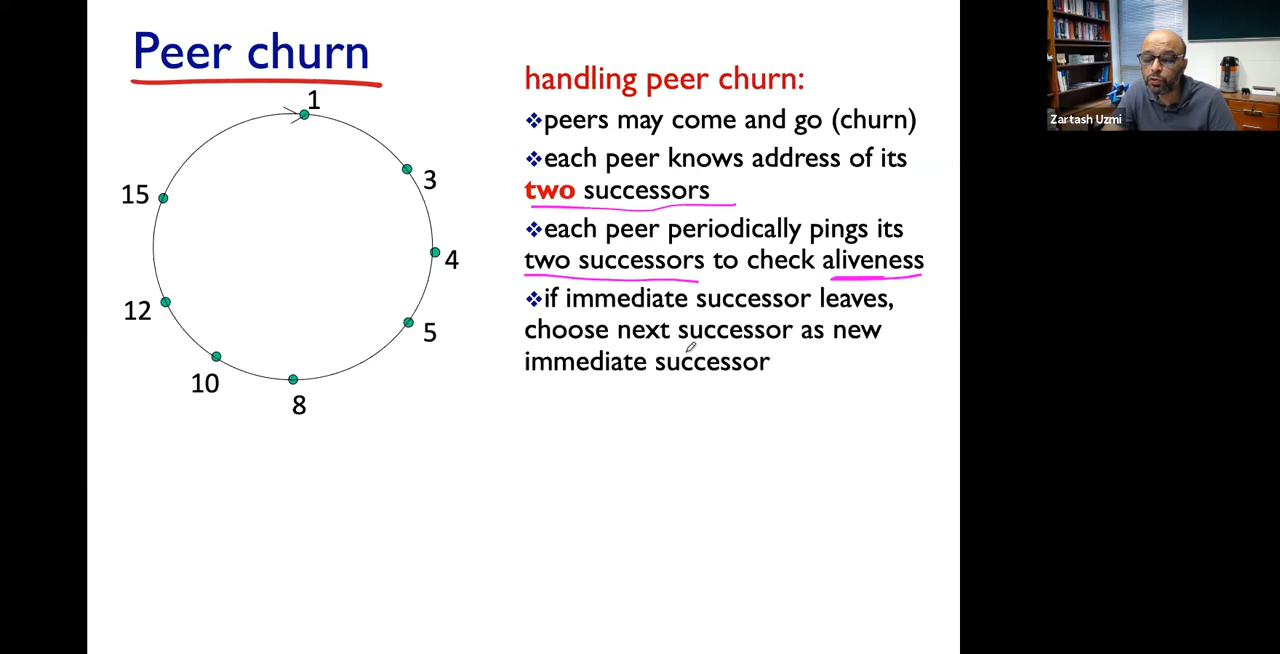 Peer churn
handling peer churn:
❖peers may come and go (churn)
❖each peer knows address of its
two successors
❖each peer periodically pings its
two successors to check aliveness
❖if immediate successor leaves,
choose next successor as new
immediate successor
1
3
4
5
8
10
12
15
Zartash Uzmi